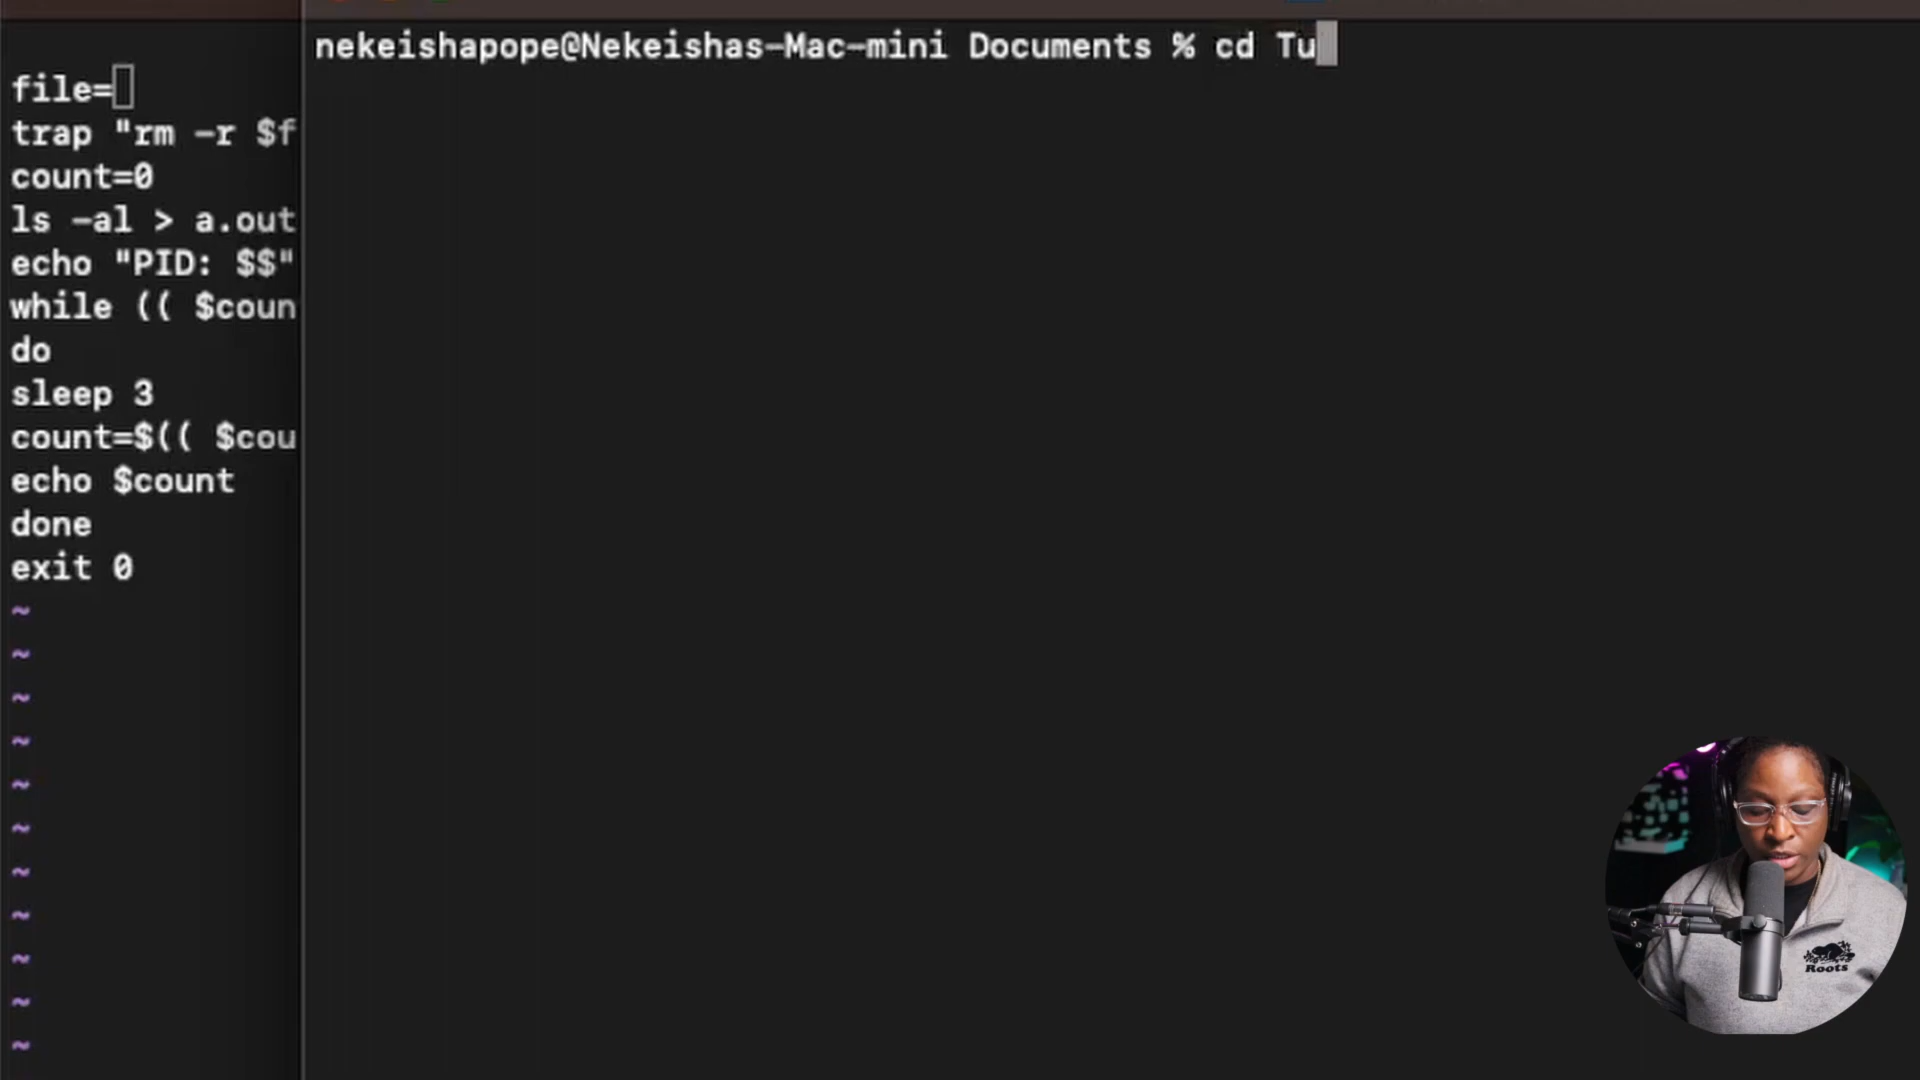 file=
trap "rm -r $f
count=0
ls -al > a.out
echo "PID: $$"
while (( $coun
do
sleep 3
count=$(( $cou
echo $count
done
exit 0
~
~
~
~
~
~
~
~
~
~
~
nekeishapope@Nekeishas-Mac-mini Documents % cd Tu
Roots